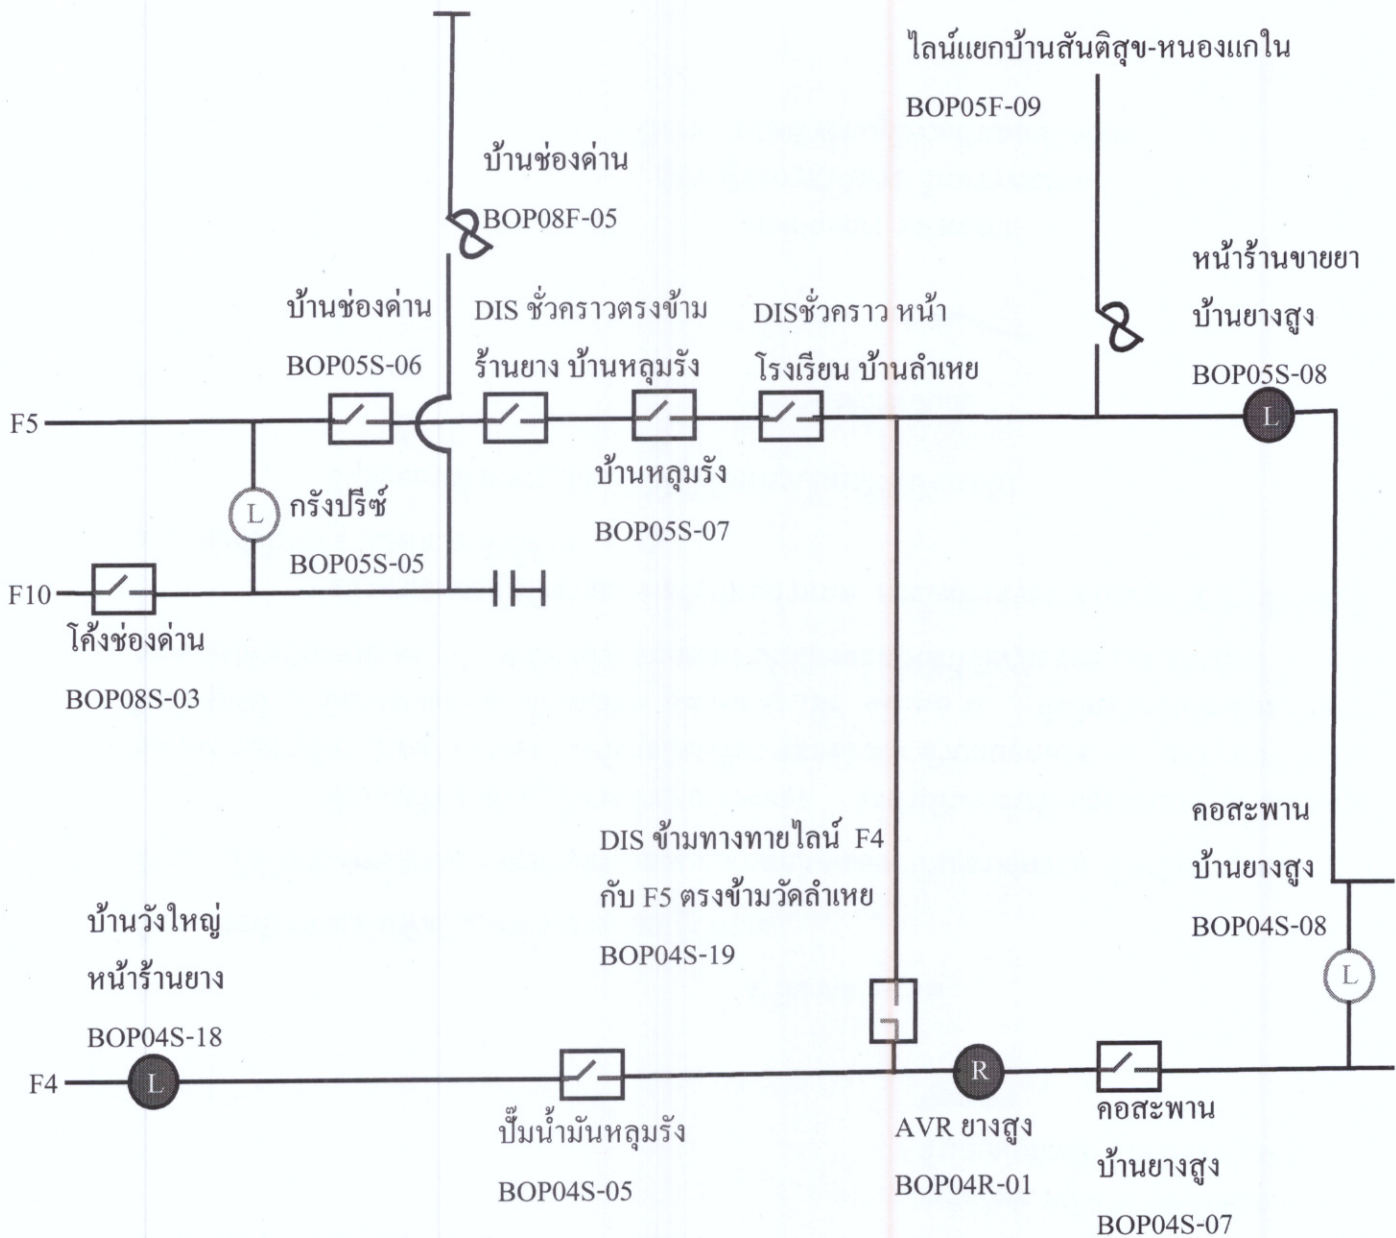 ไลน์แยกบ้านสันติสุข-หนองแกใน
BOP05F-09
บ้านช่องด่าน
BOP08F-05
หน้าร้านขายยา
บ้านยางสูง
BOP05S-08
บ้านช่องด่าน
BOP05S-06
DIS ชั่วคราวตรงข้าม
ร้านยาง บ้านหลุมรัง
DISชั่วคราว หน้า
โรงเรียน บ้านลำเหย
F5
L
บ้านหลุมรัง
BOP05S-07
L
กรังปรีซ์
BOP05S-05
F10
โค้งช่องด่าน
BOP08S-03
DIS ข้ามทางทายไลน์ F4
กับ F5 ตรงข้ามวัดลำเหย
BOP04S-19
คอสะพาน
บ้านยางสูง
BOP04S-08
L
บ้านวังใหญ่
หน้าร้านยาง
BOP04S-18
F4
L
R
ปั๊มน้ำมันหลุมรัง
BOP04S-05
AVR ยางสูง
BOP04R-01
คอสะพาน
บ้านยางสูง
BOP04S-07